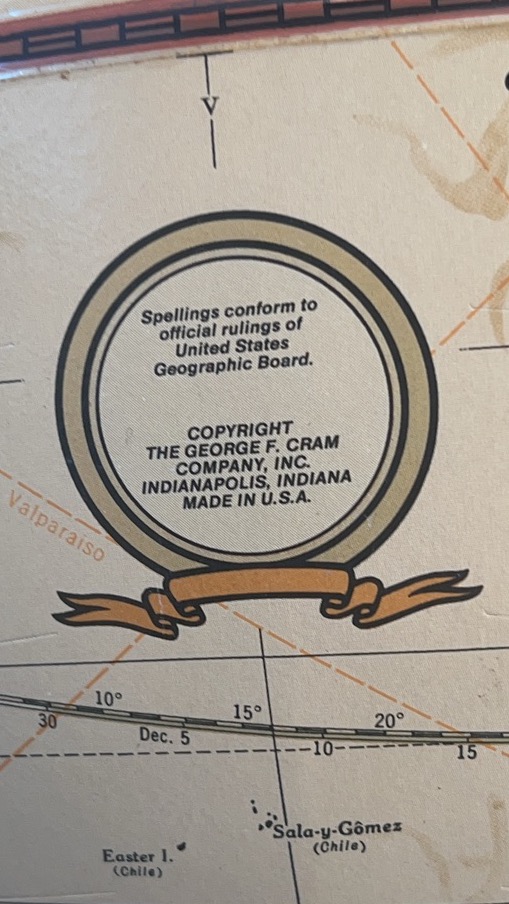 V
Spellings conform to
official rulings of
United States
Geographic Board.
COPYRIGHT
THE GEORGE F. CRAM
COMPANY, INC.
INDIANAPOLIS, INDIANA
MADE IN U.S.A.
Valparaiso
10° 15° 20°
30 Dec. 5 10 15
Sala-y-Gômez
(Chile)
Easter I.
(Chile)